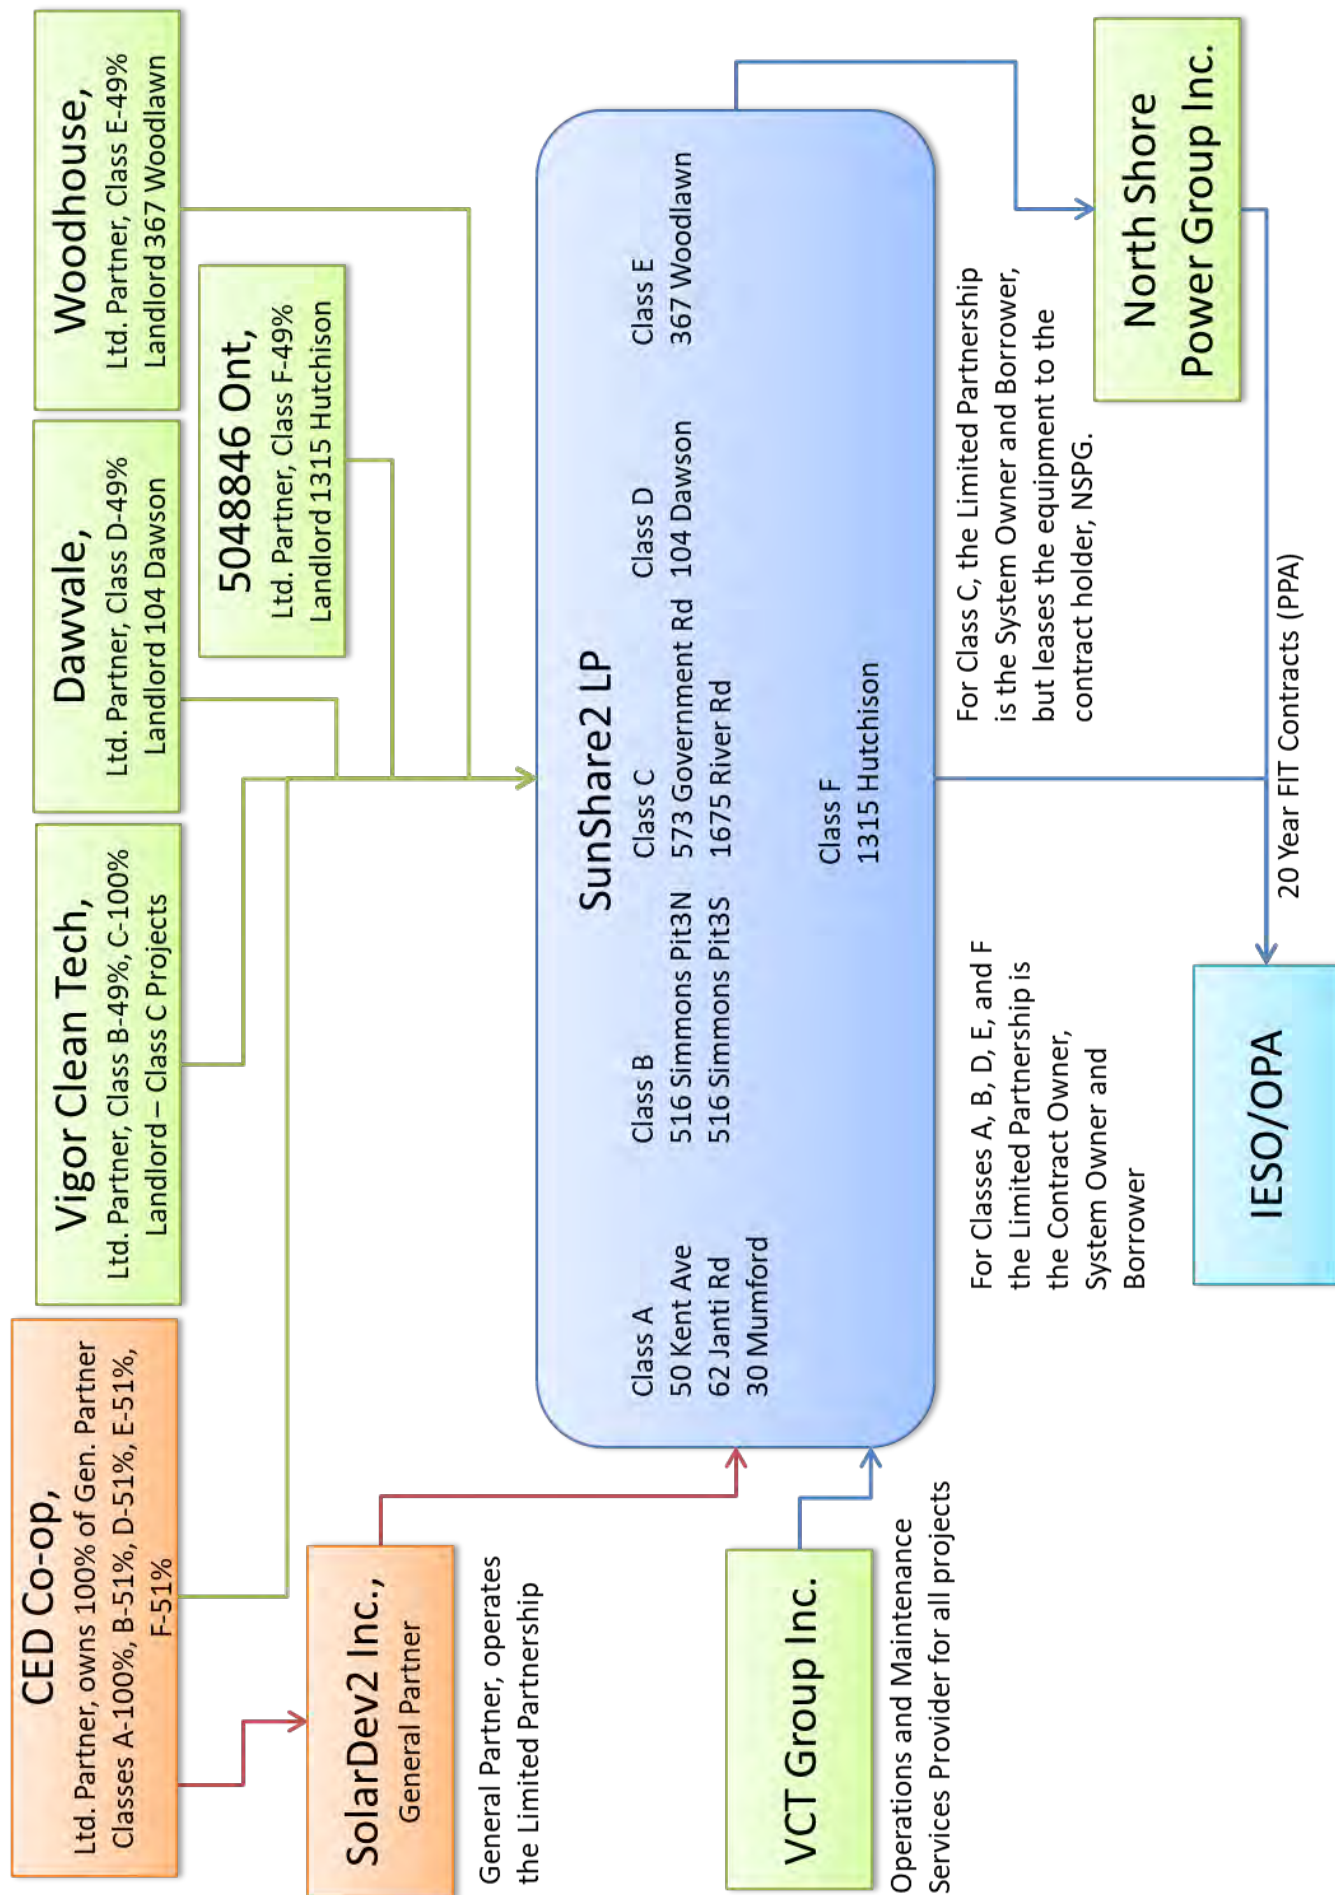 CED Co-op,
Ltd. Partner, owns 100% of Gen. Partner
Classes A-100%, B-51%, D-51%, E-51%,
F-51%
Vigor Clean Tech,
Ltd. Partner, Class B-49%, C-100%
Landlord – Class C Projects
Dawvale,
Ltd. Partner, Class D-49%
Landlord 104 Dawson
Woodhouse,
Ltd. Partner, Class E-49%
Landlord 367 Woodlawn
5048846 Ont,
Ltd. Partner, Class F-49%
Landlord 1315 Hutchison
SolarDev2 Inc.,
General Partner
General Partner, operates
the Limited Partnership
SunShare2 LP
Class A
50 Kent Ave
62 Janti Rd
30 Mumford
Class B
516 Simmons Pit3N
516 Simmons Pit3S
Class C
573 Government Rd
1675 River Rd
Class D
104 Dawson
Class E
367 Woodlawn
Class F
1315 Hutchison
VCT Group Inc.
Operations and Maintenance
Services Provider for all projects
For Classes A, B, D, E, and F
the Limited Partnership is
the Contract Owner,
System Owner and
Borrower
For Class C, the Limited Partnership
is the System Owner and Borrower,
but leases the equipment to the
contract holder, NSPG.
North Shore
Power Group Inc.
IESO/OPA
20 Year FIT Contracts (PPA)